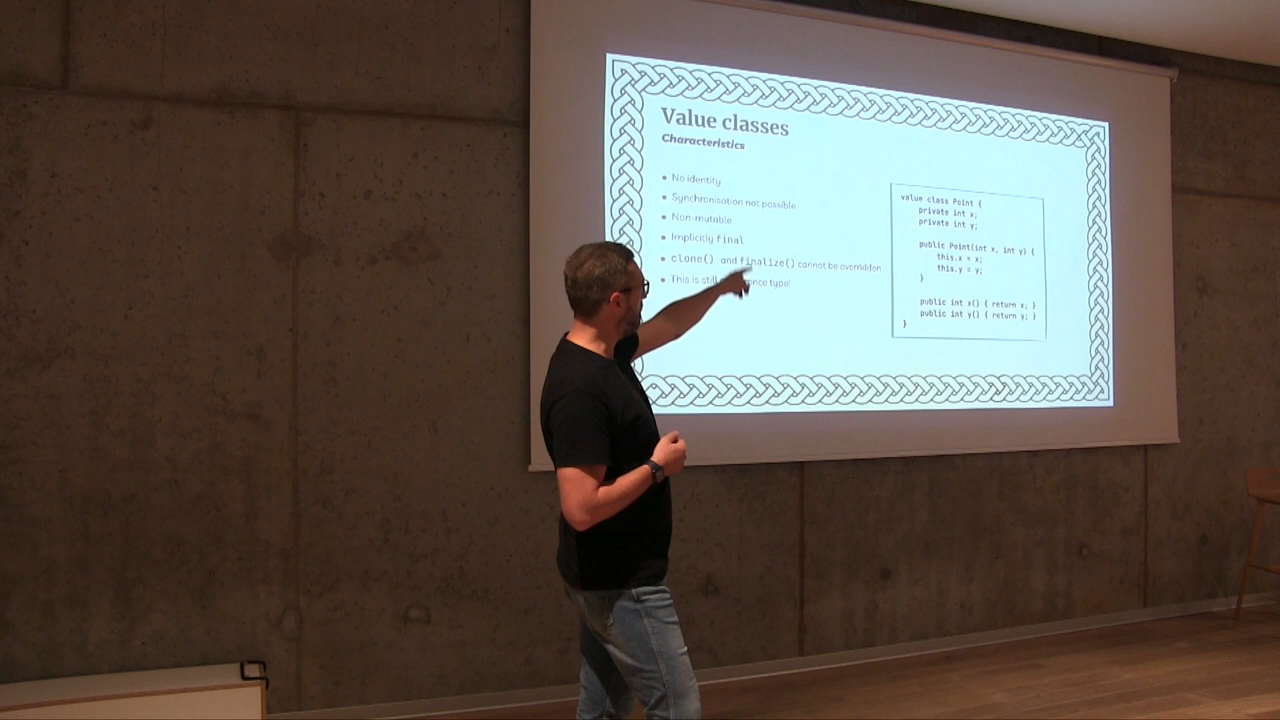 Value classes
Characteristics
No identity
Synchronisation not possible
Non-mutable
Implicitly final
clone() and finalize() cannot be overridden
This is still ence type!
value class Point {
private int x;
private int y;
public Point(int x, int y) {
this.x = x;
this.y = y;
}
public int x() { return x; }
public int y() { return y; }
}